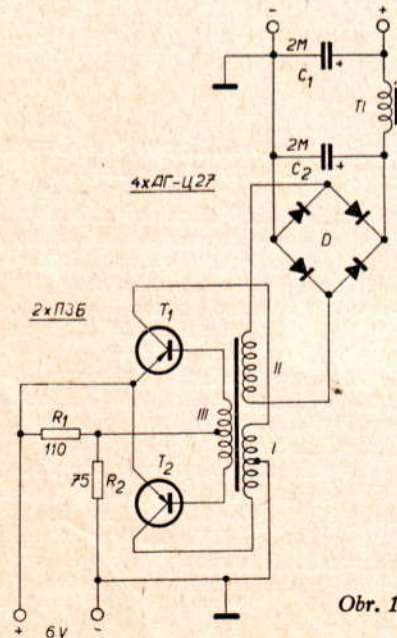 - +
2M
C1
Tl
2M
C2
4xДГ-Ц27
D
2xП3Б
T1
II
III
R1
110
I
T2
75 R2
+ 6V -
Obr. 1